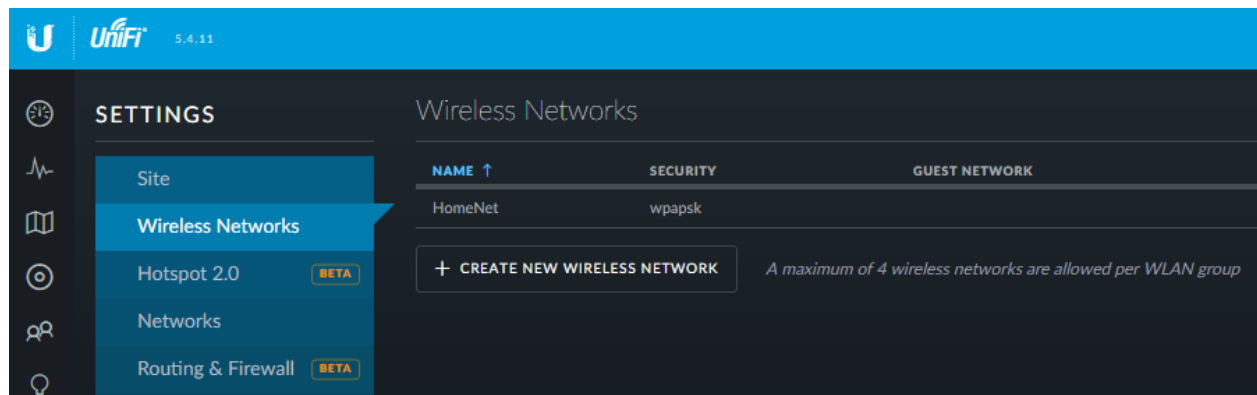 UniFi 5.4.11
SETTINGS
Site
Wireless Networks
Hotspot 2.0 BETA
Networks
Routing & Firewall BETA
Wireless Networks
NAME ↑ SECURITY GUEST NETWORK
HomeNet wpapsk
+ CREATE NEW WIRELESS NETWORK A maximum of 4 wireless networks are allowed per WLAN group